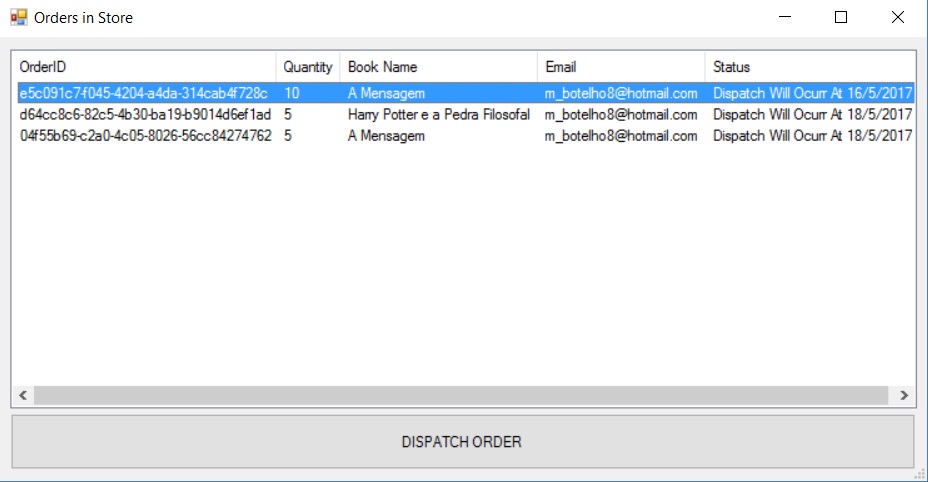 Orders in Store
OrderID Quantity Book Name Email Status
e5c091c7-f045-4204-a4da-314cab4f728c 10 A Mensagem m_botelho8@hotmail.com Dispatch Will Ocurr At 16/5/2017
d64cc8c6-82c5-4b30-ba19-b9014d6ef1ad 5 Harry Potter e a Pedra Filosofal m_botelho8@hotmail.com Dispatch Will Ocurr At 18/5/2017
04f55b69-c2a0-4c05-8026-56cc84274762 5 A Mensagem m_botelho8@hotmail.com Dispatch Will Ocurr At 18/5/2017
DISPATCH ORDER